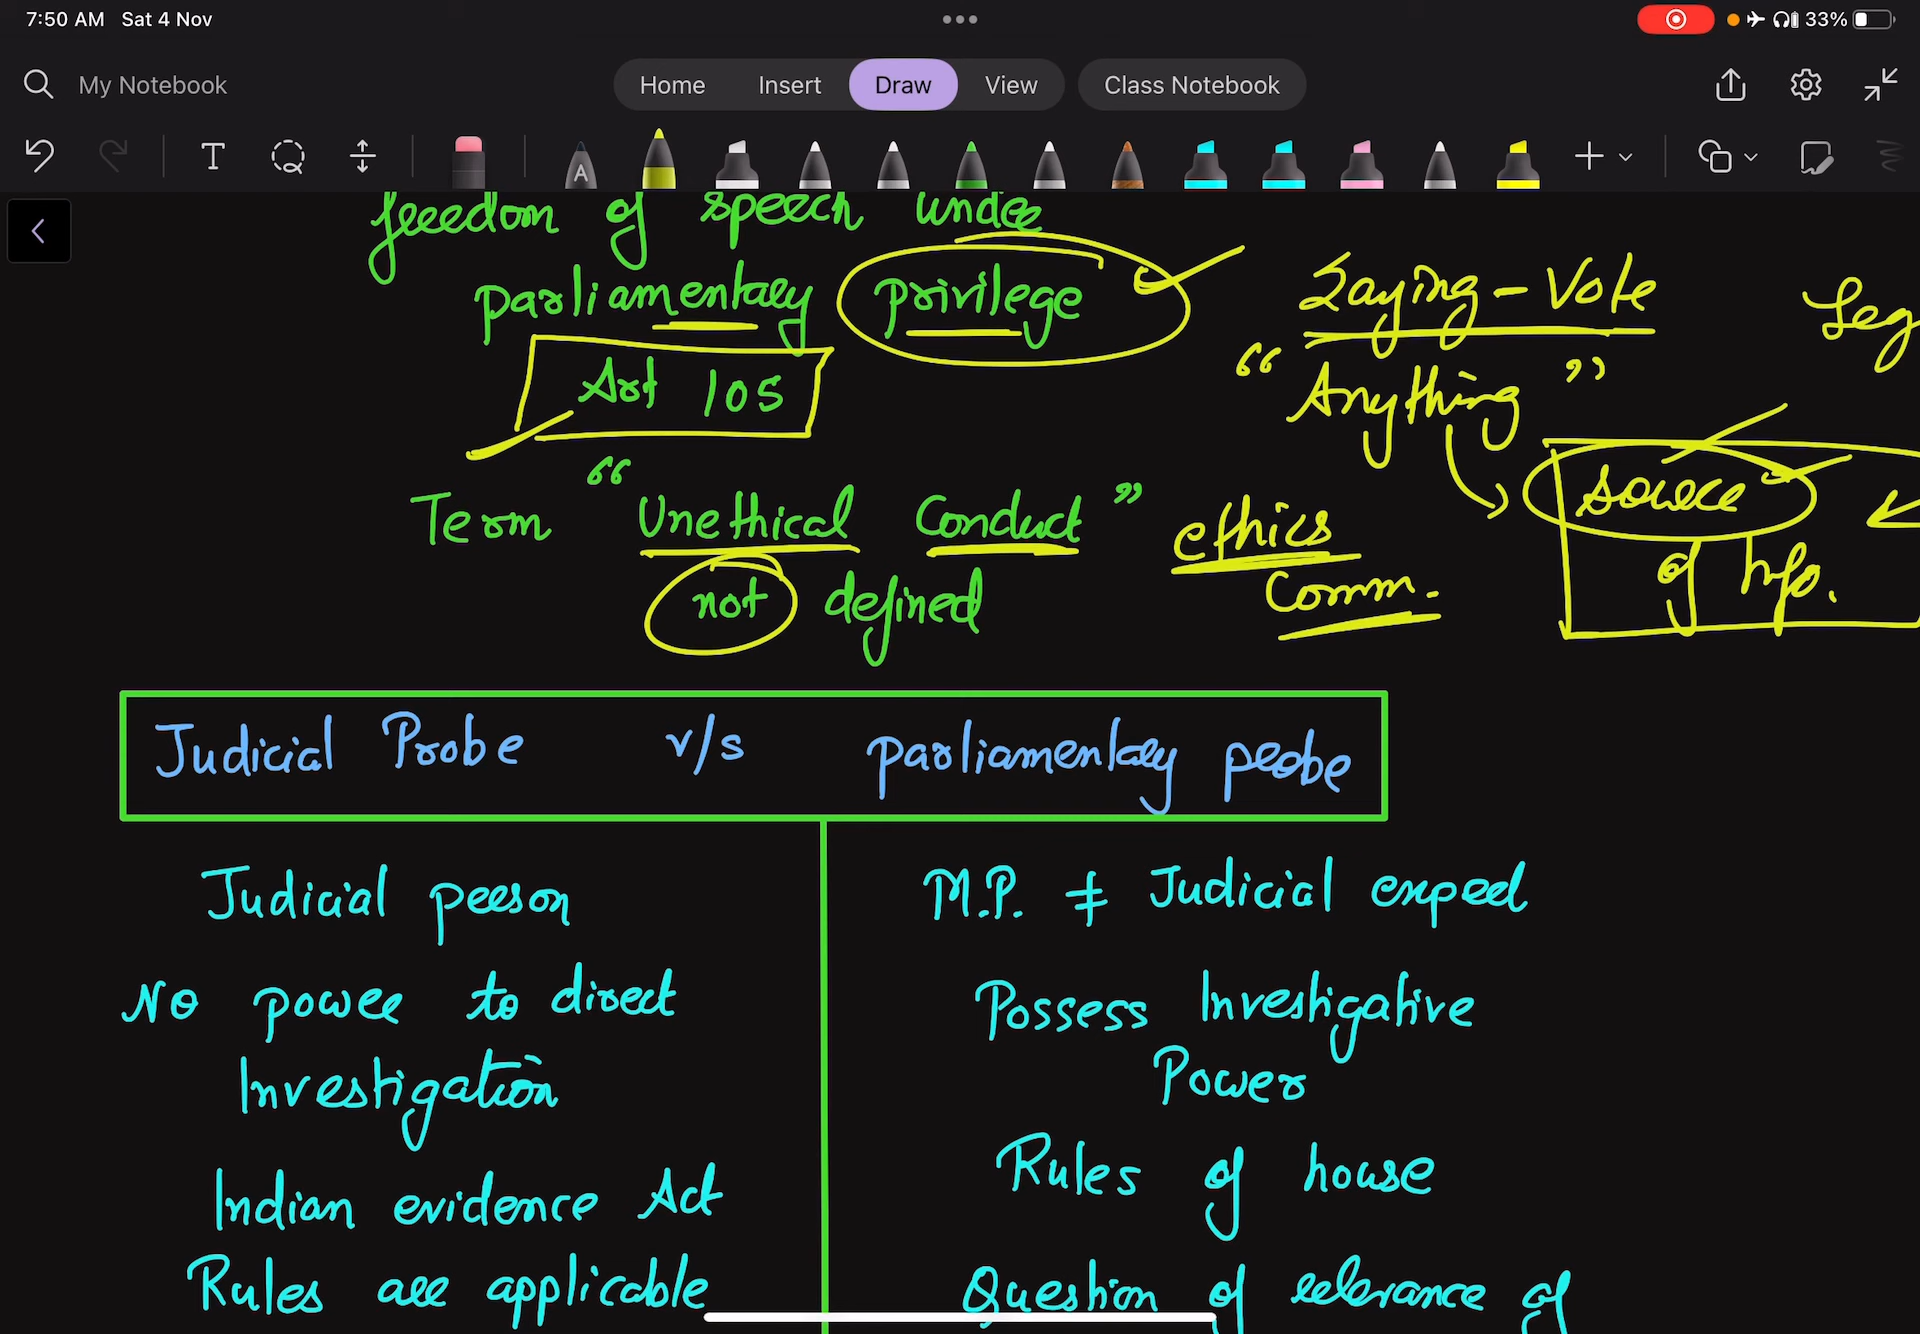 7:50 AM Sat 4 Nov
33%
My Notebook
Home Insert Draw View Class Notebook
T
A
freedom of speech under
parliamentary privilege
Saying - Vote
Leg
Art 105
" Anything "
Term " Unethical Conduct "
ethics
Comm.
source
of Info.
not defined
Judicial Probe v/s parliamentary probe
Judicial person
M.P. ≠ Judicial expert
No power to direct
Investigation
Possess Investigative
Power
Indian evidence Act
Rules are applicable
Rules of house
Question of relevance of